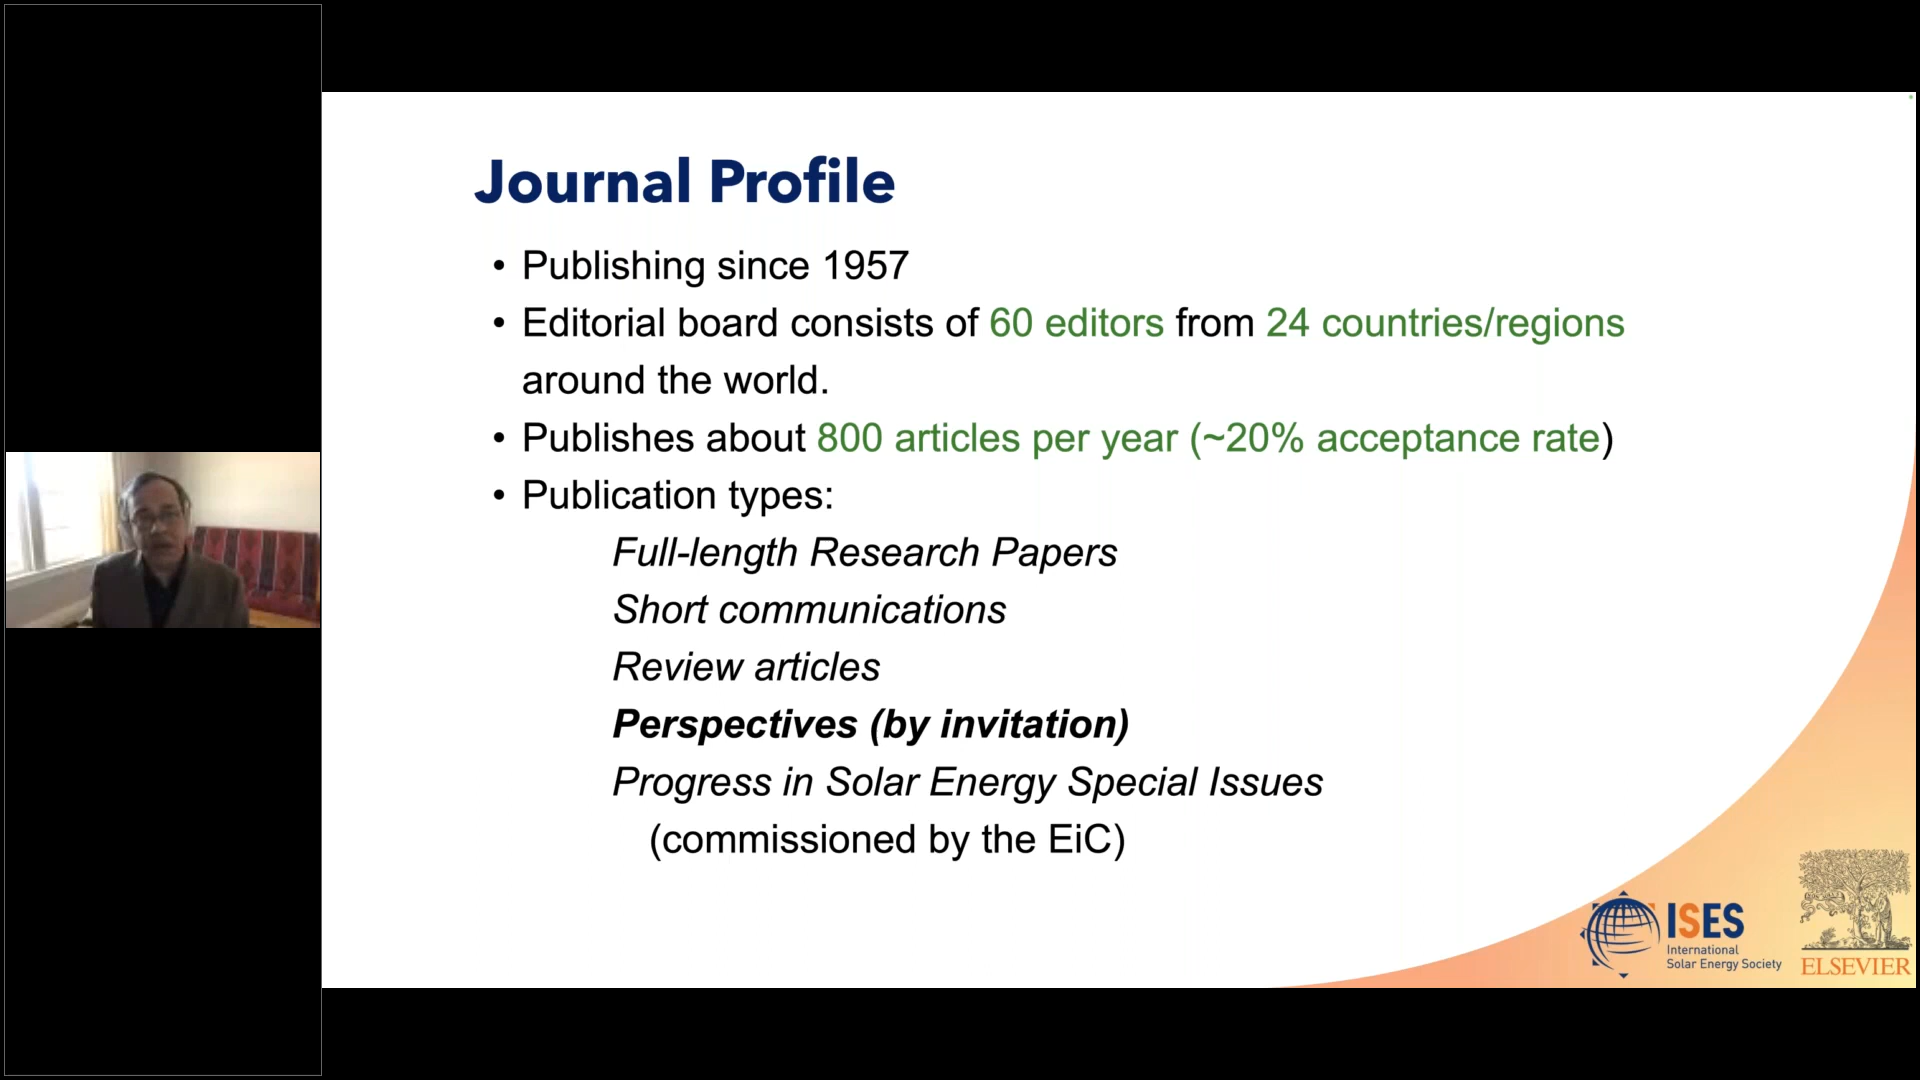 Journal Profile
• Publishing since 1957
• Editorial board consists of 60 editors from 24 countries/regions
around the world.
• Publishes about 800 articles per year (~20% acceptance rate)
• Publication types:
Full-length Research Papers
Short communications
Review articles
Perspectives (by invitation)
Progress in Solar Energy Special Issues
(commissioned by the EiC)
ISES
International
Solar Energy Society
ELSEVIER